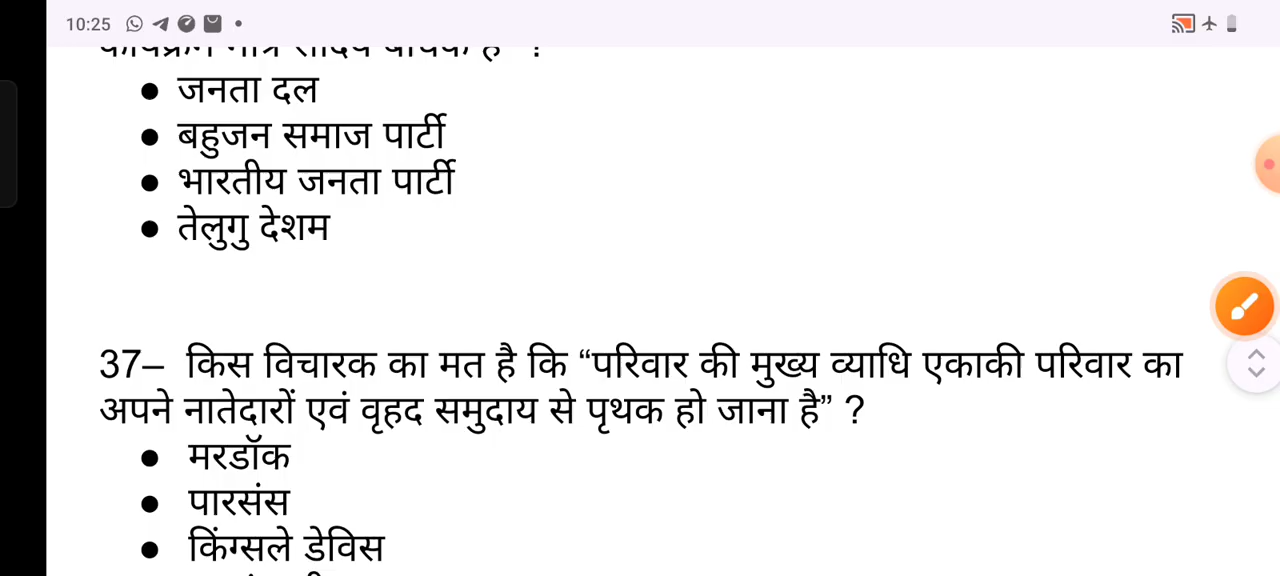 10:25
● जनता दल
● बहुजन समाज पार्टी
● भारतीय जनता पार्टी
● तेलुगु देशम
37– किस विचारक का मत है कि “परिवार की मुख्य व्याधि एकाकी परिवार का
अपने नातेदारों एवं वृहद समुदाय से पृथक हो जाना है” ?
● मरडॉक
● पारसंस
● किंग्सले डेविस